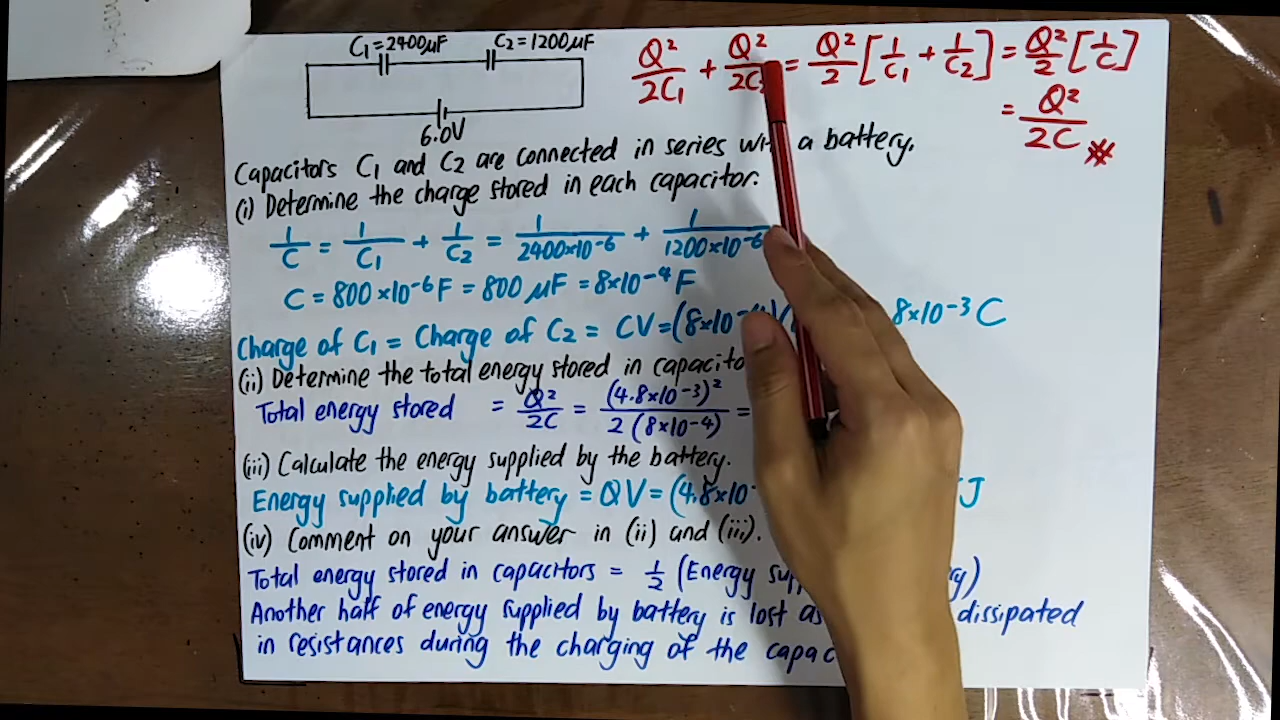 C₁=2400μF C₂=1200μF
6.0V
Q²/2C₁ + Q²/2C₂ = Q²/2 [1/C₁ + 1/C₂] = Q²/2 [1/C]
= Q²/2C
Capacitors C₁ and C₂ are connected in series a battery.
(i) Determine the charge stored in each capacitor.
1/C = 1/C₁ + 1/C₂ = 1/2400×10⁻⁶ + 1/1200×10⁻⁶
C = 800×10⁻⁶F = 800 μF = 8×10⁻⁴F
Charge of C₁ = Charge of C₂ = CV = (8×10 8×10⁻³ C
(ii) Determine the total energy stored in
Total energy stored = Q²/2C = (4.8×10⁻³)²/2(8×10⁻⁴) =
(iii) Calculate the energy supplied by the battery.
Energy supplied by battery = QV = (4.8×10⁻ J
(iv) Comment on your answer in (ii) and (iii).
Total energy stored in capacitors = 1/2 (Energy
Another half of energy supplied by battery is lost as dissipated
in resistances during the charging of the